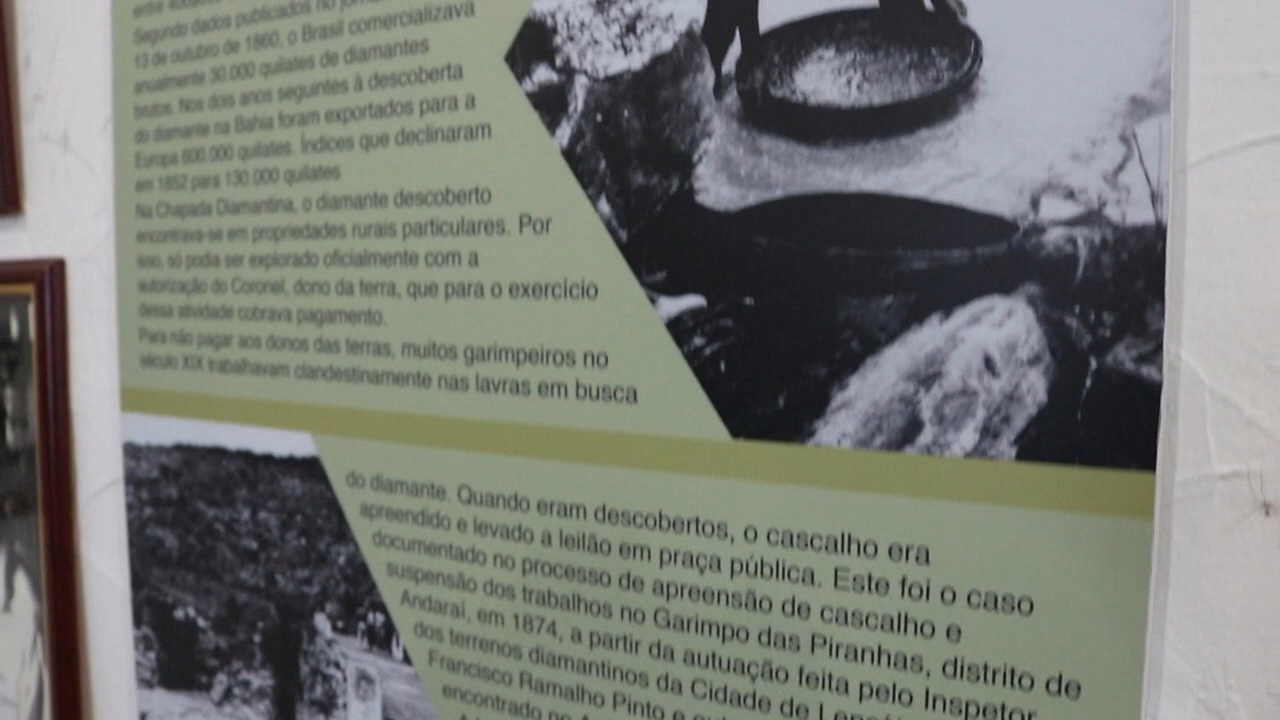 entre
Segundo dados publicados no jornal
13 de outubro de 1860, o Brasil comercializava
anualmente 30.000 quilates de diamantes
brutos. Nos dois anos seguintes à descoberta
do diamante na Bahia foram exportados para a
Europa 600.000 quilates. Índices que declinaram
em 1852 para 130.000 quilates
Na Chapada Diamantina, o diamante descoberto
encontrava-se em propriedades rurais particulares. Por
isso, só podia ser explorado oficialmente com a
autorização do Coronel, dono da terra, que para o exercício
dessa atividade cobrava pagamento.
Para não pagar aos donos das terras, muitos garimpeiros no
século XIX trabalhavam clandestinamente nas lavras em busca
do diamante. Quando eram descobertos, o cascalho era
apreendido e levado a leilão em praça pública. Este foi o caso
documentado no processo de apreensão de cascalho e
suspensão dos trabalhos no Garimpo das Piranhas, distrito de
Andaraí, em 1874, a partir da autuação feita pelo Inspetor
dos terrenos diamantinos da Cidade de
Francisco Ramalho Pinto e
encontrado no